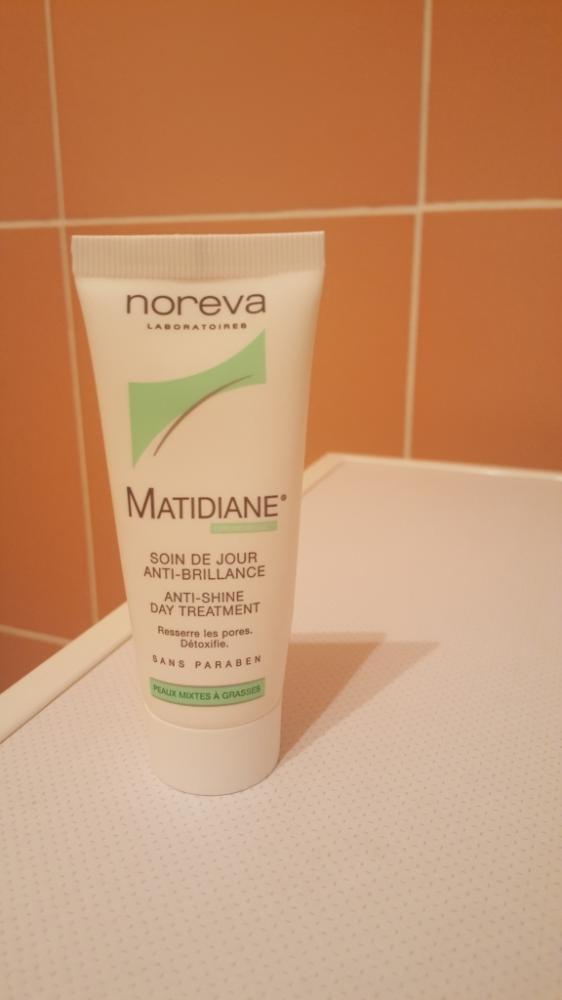 noreva
LABORATOIRES
MATIDIANE®
SOIN DE JOUR
ANTI-BRILLANCE
ANTI-SHINE
DAY TREATMENT
Resserre les pores.
Détoxifie.
SANS PARABEN
PEAUX MIXTES À GRASSES